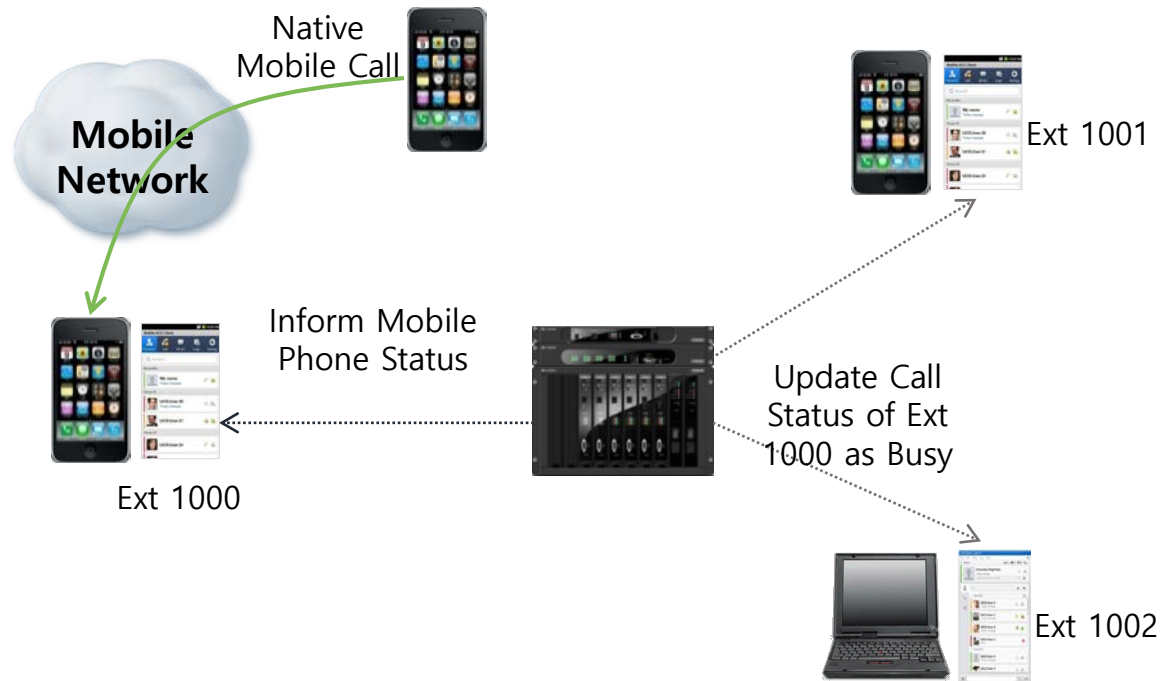 Native
Mobile Call
Mobile
Network
Ext 1001
Inform Mobile
Phone Status
Update Call
Status of Ext
1000 as Busy
Ext 1000
Ext 1002